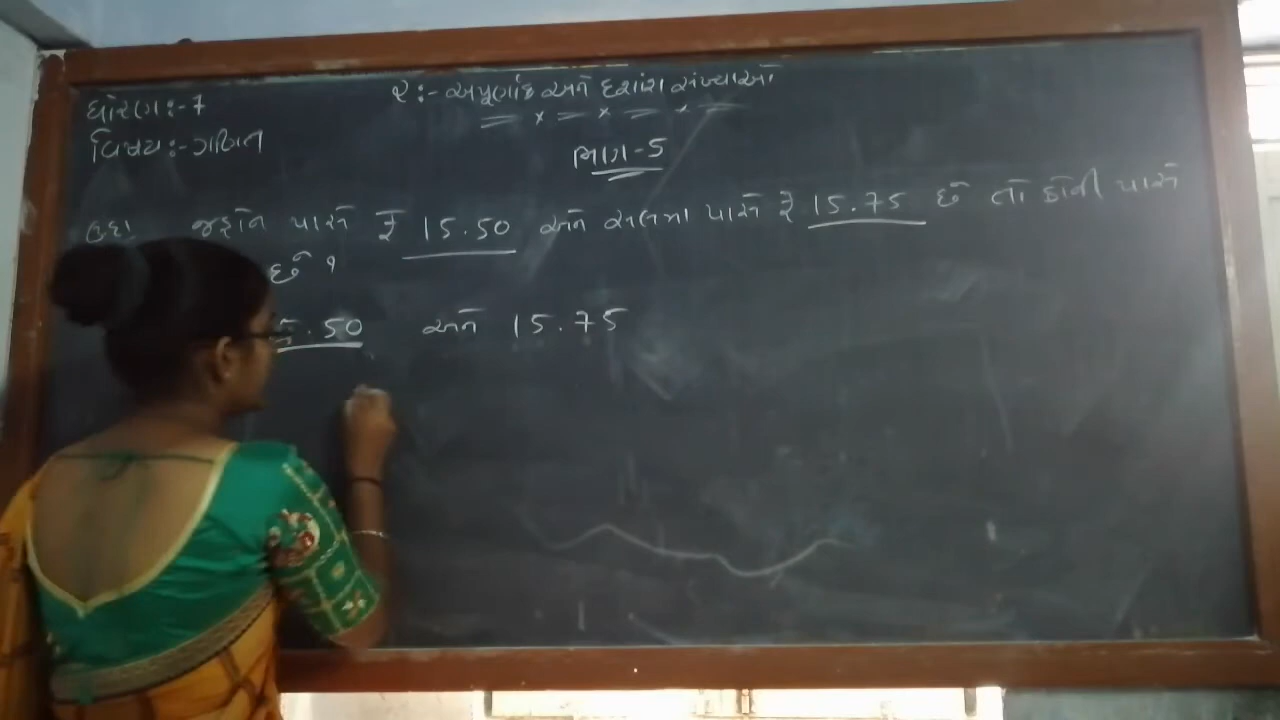 ધોરણ:-7
વિષય:-ગણિત
૨:- અપૂર્ણાંક અને દશાંશ સંખ્યાઓ
ભાગ-5
ઉદા જ્હોન પાસે ₹ 15.50 અને સલમા પાસે ₹ 15.75 છે તો કોની પાસે
છે ?
5.50 અને 15.75